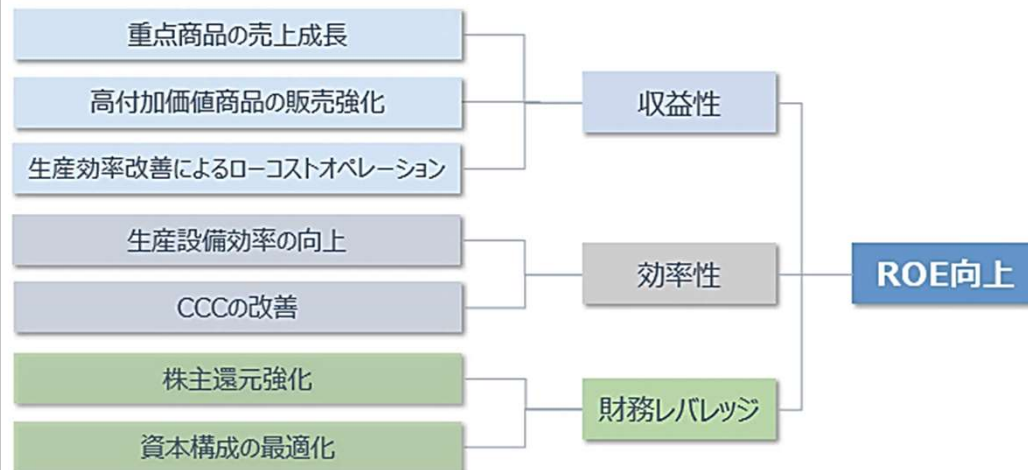 重点商品の売上成長
高付加価値商品の販売強化
生産効率改善によるローコストオペレーション
収益性
生産設備効率の向上
CCCの改善
効率性
ROE向上
株主還元強化
資本構成の最適化
財務レバレッジ